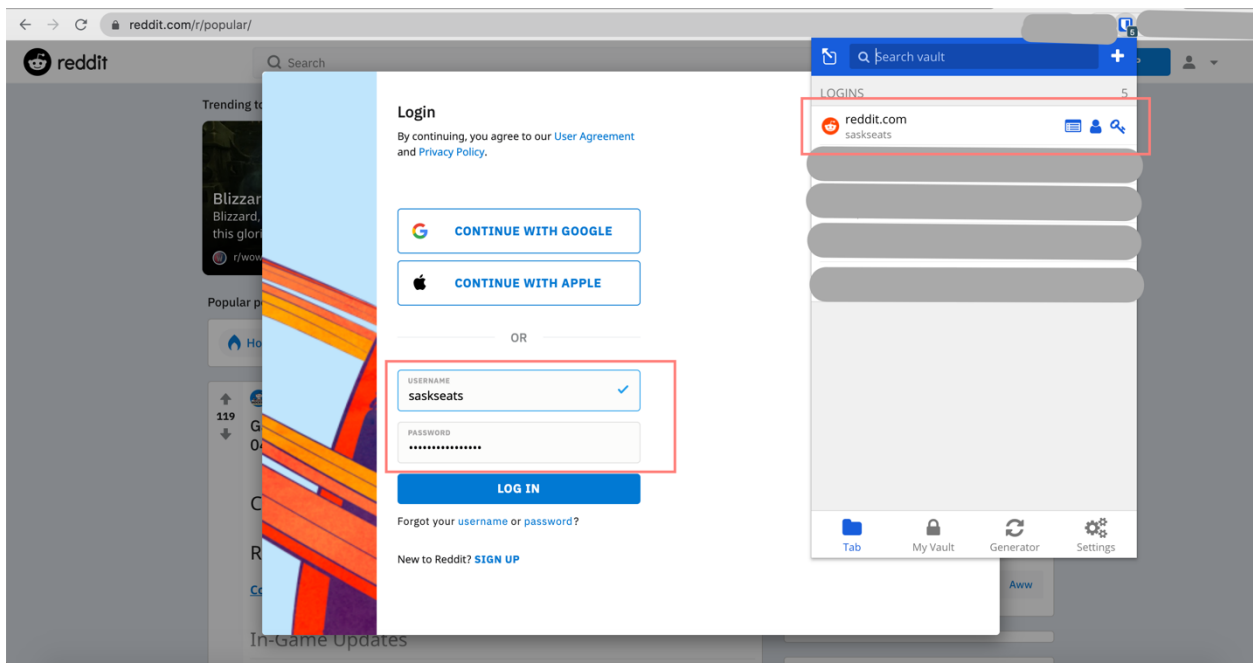 reddit.com/r/popular/
5
reddit
Search
Trending to
Blizzar
Blizzard,
this glori
r/wow
Popular p
Ho
119
G
04
C
R
Co
In-Game Updates
Login
By continuing, you agree to our User Agreement
and Privacy Policy.
CONTINUE WITH GOOGLE
CONTINUE WITH APPLE
OR
USERNAME
saskseats
PASSWORD
LOG IN
Forgot your username or password?
New to Reddit? SIGN UP
Search vault
LOGINS 5
reddit.com
saskseats
Tab My Vault Generator Settings
Aww